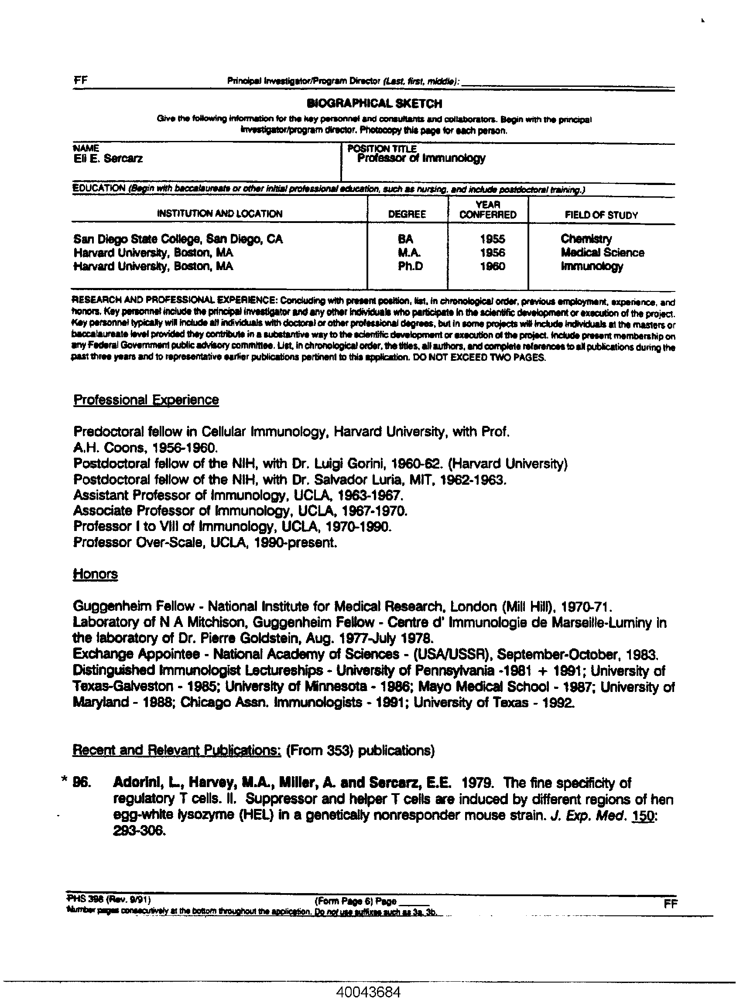 FF
Principal Investigator/Program Director (Last, first, middle):
BIOGRAPHICAL SKETCH
Give the following information for the key personnel and consultants and collaborators. Begin with the principal
investigator/program director. Photocopy this page for each person.
NAME
Eli E. Sercarz
POSITION TITLE
Professor of Immunology
EDUCATION (Begin with baccalaureate or other initial professional education, such as nursing, and include postdoctoral training.)
INSTITUTION AND LOCATION DEGREE YEAR CONFERRED FIELD OF STUDY
San Diego State College, San Diego, CA BA 1955 Chemistry
Harvard University, Boston, MA M.A. 1956 Medical Science
Harvard University, Boston, MA Ph.D 1960 Immunology
RESEARCH AND PROFESSIONAL EXPERIENCE: Concluding with present position, list, in chronological order, previous employment, experience, and
honors. Key personnel include the principal investigator and any other individuals who participate in the scientific development or execution of the project.
Key personnel typically will include all individuals with doctoral or other professional degrees, but in some projects will include individuals at the masters or
baccalaureate level provided they contribute in a substantive way to the scientific development or execution of the project. Include present membership on
any Federal Government public advisory committee. List, in chronological order, the titles, all authors, and complete references to all publications during the
past three years and to representative earlier publications pertinent to this application. DO NOT EXCEED TWO PAGES.
Professional Experience
Predoctoral fellow in Cellular Immunology, Harvard University, with Prof.
A.H. Coons, 1956-1960.
Postdoctoral fellow of the NIH, with Dr. Luigi Gorini, 1960-62. (Harvard University)
Postdoctoral fellow of the NIH, with Dr. Salvador Luria, MIT, 1962-1963.
Assistant Professor of Immunology, UCLA, 1963-1967.
Associate Professor of Immunology, UCLA, 1967-1970.
Professor I to VIII of Immunology, UCLA, 1970-1990.
Professor Over-Scale, UCLA, 1990-present.
Honors
Guggenheim Fellow - National Institute for Medical Research, London (Mill Hill), 1970-71.
Laboratory of N A Mitchison, Guggenheim Fellow - Centre d' Immunologie de Marseille-Luminy in
the laboratory of Dr. Pierre Goldstein, Aug. 1977-July 1978.
Exchange Appointee - National Academy of Sciences - (USA/USSR), September-October, 1983.
Distinguished Immunologist Lectureships - University of Pennsylvania -1981 + 1991; University of
Texas-Galveston - 1985; University of Minnesota - 1986; Mayo Medical School - 1987; University of
Maryland - 1988; Chicago Assn. Immunologists - 1991; University of Texas - 1992.
Recent and Relevant Publications: (From 353) publications)
* 96. Adorini, L., Harvey, M.A., Miller, A. and Sercarz, E.E. 1979. The fine specificity of
regulatory T cells. II. Suppressor and helper T cells are induced by different regions of hen
egg-white lysozyme (HEL) in a genetically nonresponder mouse strain. J. Exp. Med. 150:
293-306.
PHS 398 (Rev. 9/91) (Form Page 6) Page FF
Number pages consecutively at the bottom throughout the application. Do not use suffixes such as 3a, 3b.
40043684